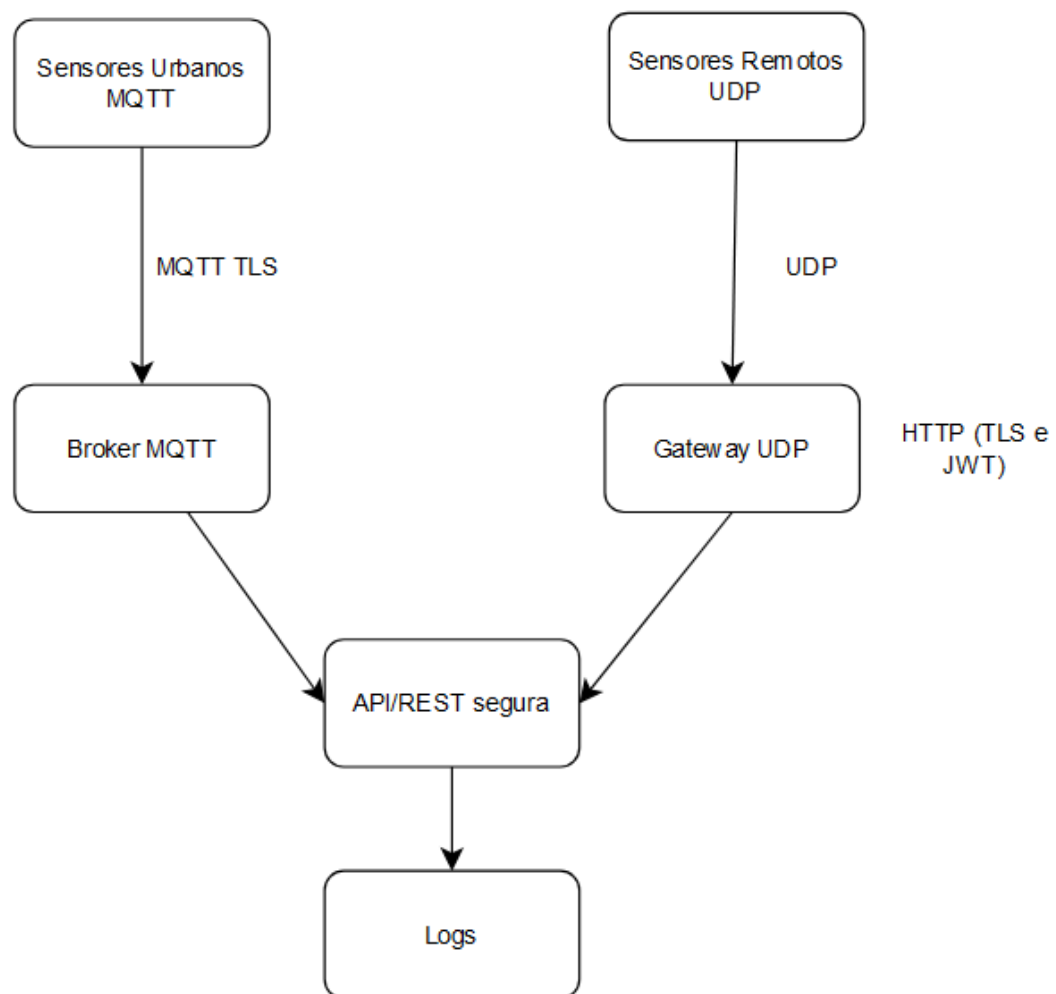 Sensores Urbanos
MQTT
Sensores Remotos
UDP
MQTT TLS
UDP
Broker MQTT
Gateway UDP
HTTP (TLS e
JWT)
API/REST segura
Logs